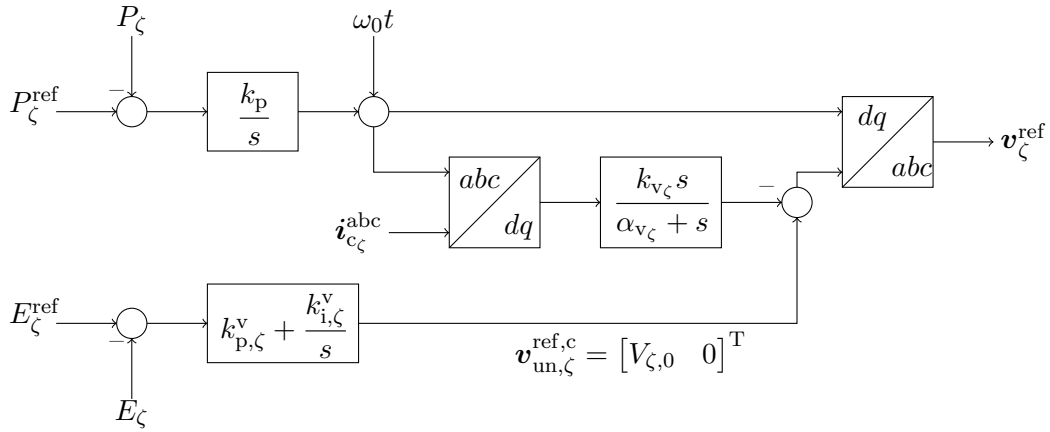 P_ζ
ω_0 t
P_ζ^ref
−
k_p / s
dq
abc
v_ζ^ref
abc
dq
k_{v_ζ} s / (α_{v_ζ} + s)
−
i_{c_ζ}^abc
E_ζ^ref
−
k_{p,ζ}^v + k_{i,ζ}^v / s
v_{un,ζ}^{ref,c} = [V_{ζ,0} 0]^T
E_ζ